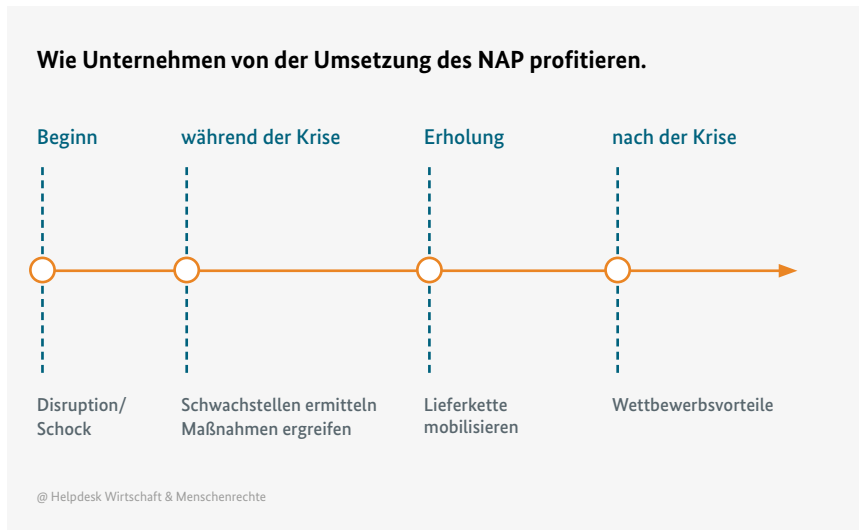 Wie Unternehmen von der Umsetzung des NAP profitieren.
Beginn
während der Krise
Erholung
nach der Krise
Disruption/
Schock
Schwachstellen ermitteln
Maßnahmen ergreifen
Lieferkette
mobilisieren
Wettbewerbsvorteile
@ Helpdesk Wirtschaft & Menschenrechte